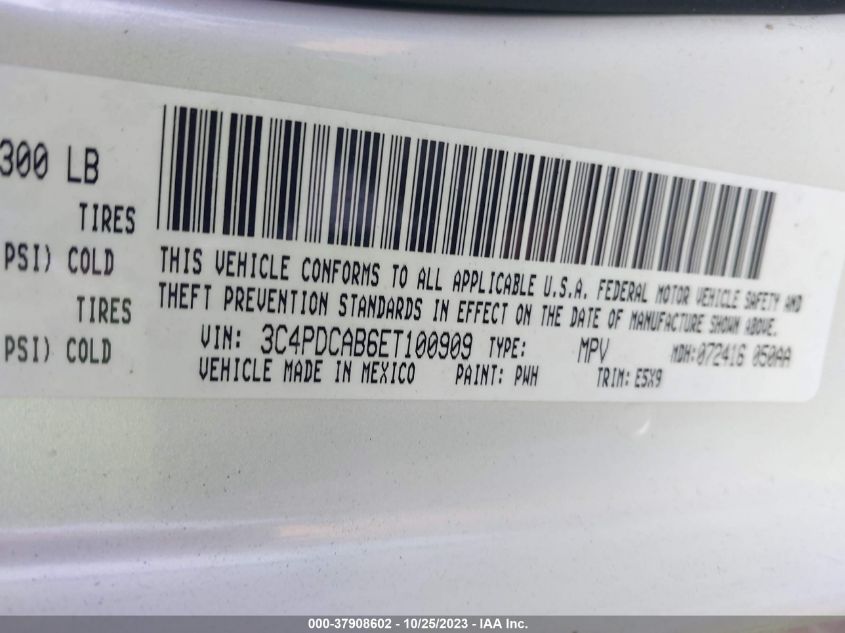 300 LB
TIRES
PSI) COLD
TIRES
PSI) COLD
THIS VEHICLE CONFORMS TO ALL APPLICABLE U.S.A. FEDERAL MOTOR VEHICLE SAFETY AND
THEFT PREVENTION STANDARDS IN EFFECT ON THE DATE OF MANUFACTURE SHOWN ABOVE.
VIN: 3C4PDCAB6ET100909 TYPE: MPV MDH:072416 050AA
VEHICLE MADE IN MEXICO PAINT: PWH TRIM: E5X9
000-37908602 - 10/25/2023 - IAA Inc.